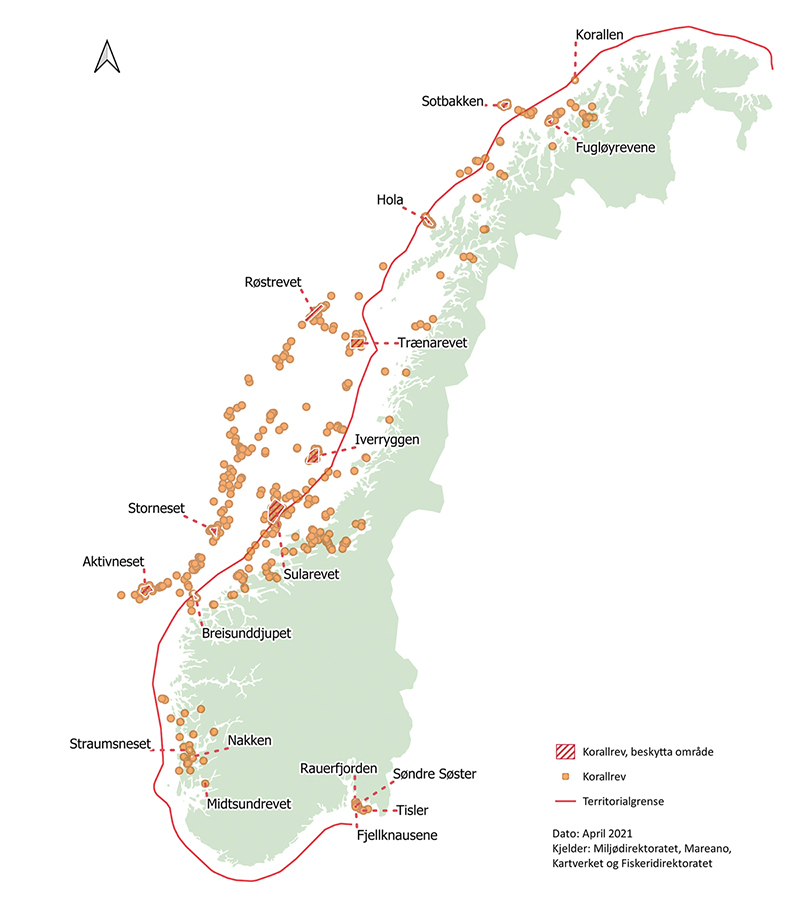 Korallen
Sotbakken
Fugløyrevene
Hola
Røstrevet
Trænarevet
Iverryggen
Storneset
Aktivneset
Sularevet
Breisunddjupet
Straumsneset
Nakken
Midtsundrevet
Rauerfjorden
Søndre Søster
Tisler
Fjellknausene
Korallrev, beskytta område
Korallrev
Territorialgrense
Dato: April 2021
Kjelder: Miljødirektoratet, Mareano,
Kartverket og Fiskeridirektoratet